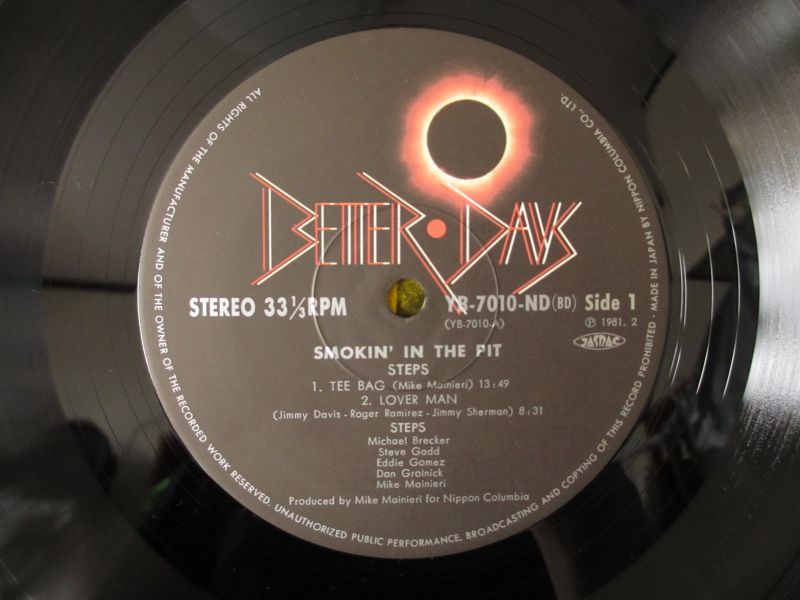 BETTER • DAYS
STEREO 33⅓RPM
YB-7010-ND(BD) Side 1
(YB-7010-A)
℗ 1981. 2
JASRAC
SMOKIN' IN THE PIT
STEPS
1. TEE BAG (Mike Mainieri) 13:49
2. LOVER MAN
(Jimmy Davis - Roger Ramirez - Jimmy Sherman) 8:31
STEPS
Michael Brecker
Steve Gadd
Eddie Gomez
Don Grolnick
Mike Mainieri
Produced by Mike Mainieri for Nippon Columbia
ALL RIGHTS OF THE MANUFACTURER AND OF THE OWNER OF THE RECORDED WORK RESERVED. UNAUTHORIZED PUBLIC PERFORMANCE, BROADCASTING AND COPYING OF THIS RECORD PROHIBITED · MADE IN JAPAN BY NIPPON COLUMBIA CO., LTD.